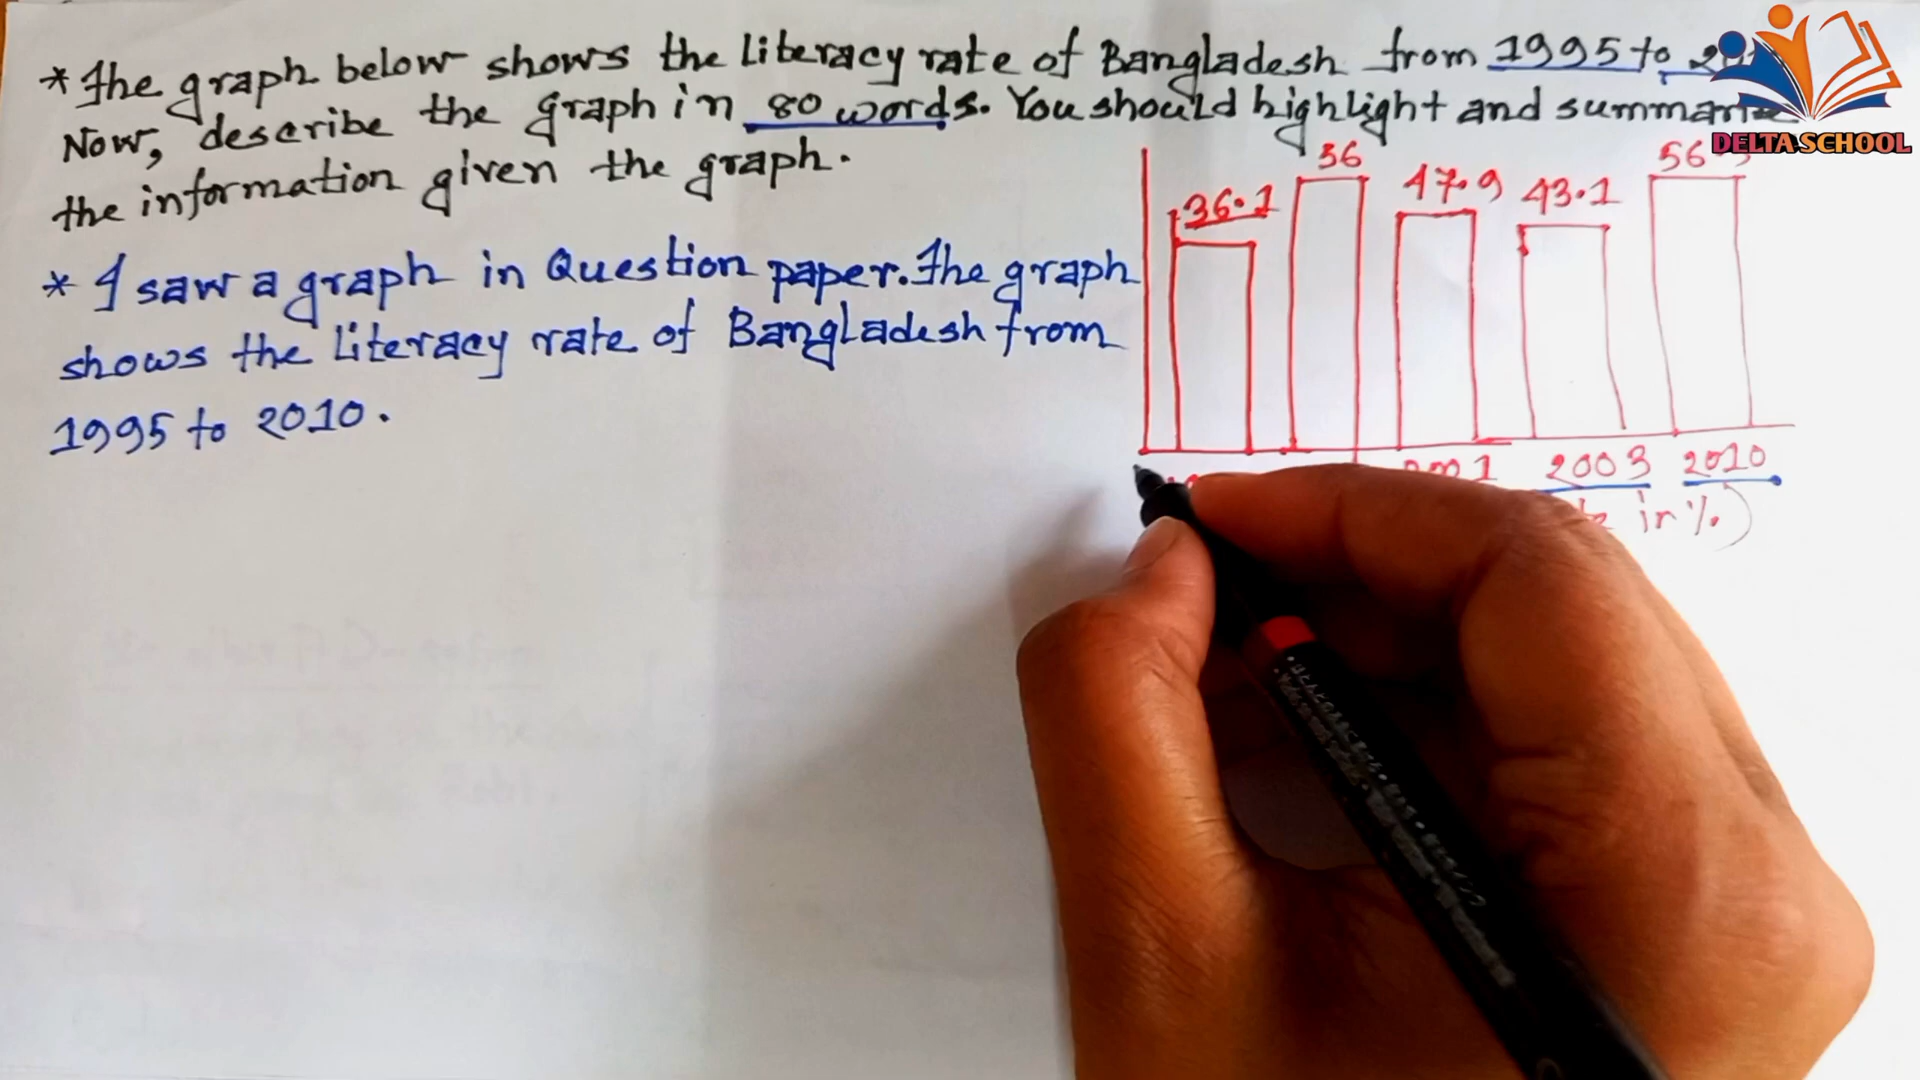 * The graph below shows the literacy rate of Bangladesh from 1995 to
Now, describe the graph in 80 words. You should highlight and
the information given the graph.
DELTA SCHOOL
* I saw a graph in Question paper. The graph
shows the literacy rate of Bangladesh from
1995 to 2010.
36.1 56 47.9 43.1 56
2003 2010
in %)